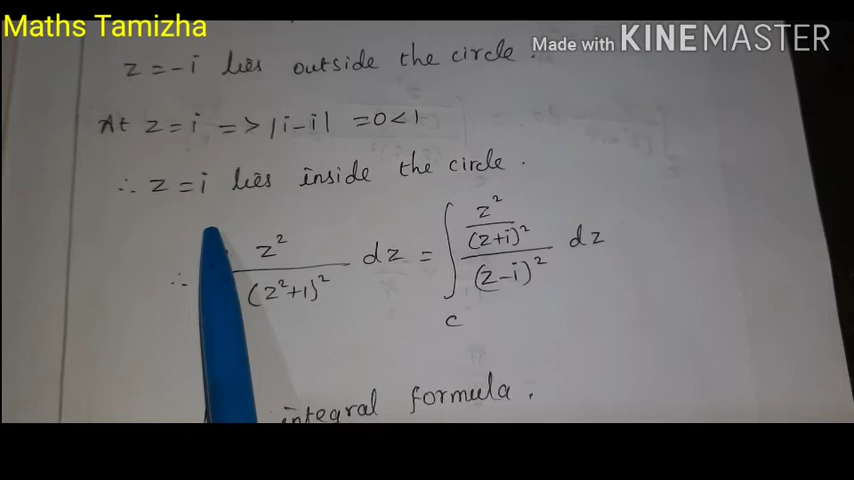 Maths Tamizha
Made with KINEMASTER
z = -i lies outside the circle.
At z = i => |i-i| = 0 < 1
∴ z = i lies inside the circle.
∴ z² / (z²+1)² dz = ∫_C (z² / (z+i)²) / (z-i)² dz
integral formula.